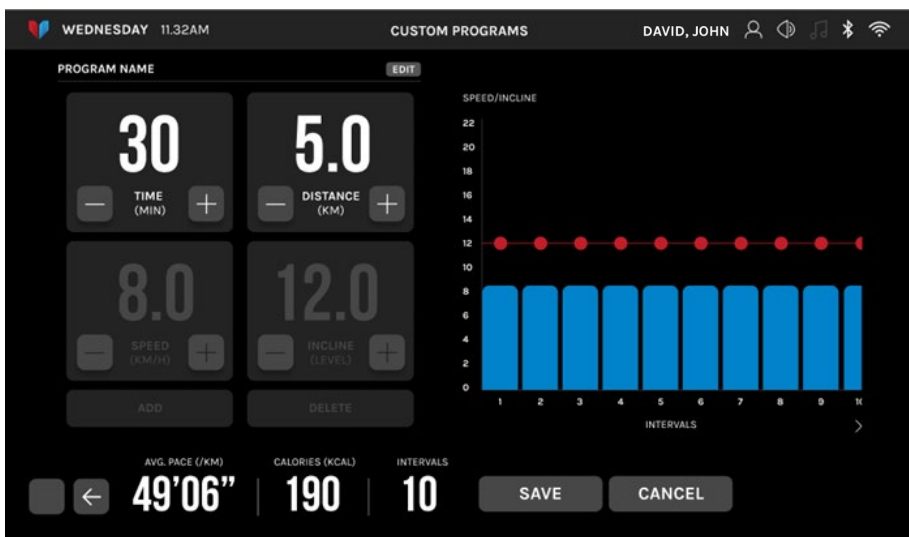 WEDNESDAY 11.32AM
CUSTOM PROGRAMS
DAVID, JOHN
PROGRAM NAME
EDIT
30
TIME
(MIN)
5.0
DISTANCE
(KM)
8.0
SPEED
(KM/H)
12.0
INCLINE
(LEVEL)
ADD
DELETE
SPEED/INCLINE
22
20
18
16
14
12
10
8
6
4
2
0
1 2 3 4 5 6 7 8 9 10
INTERVALS
AVG. PACE (/KM)
49’06”
CALORIES (KCAL)
190
INTERVALS
10
SAVE
CANCEL